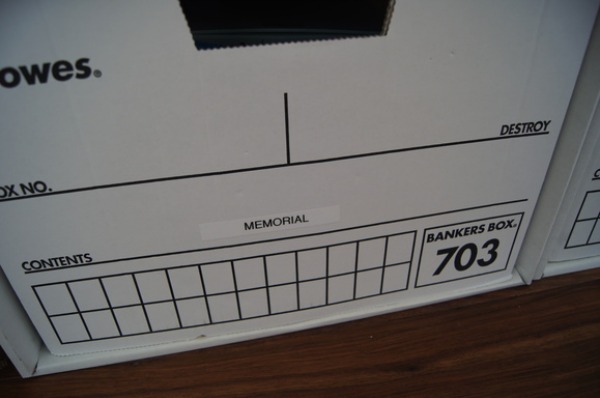 owes®
DESTROY
OX NO.
MEMORIAL
CONTENTS
BANKERS BOX®
703
C